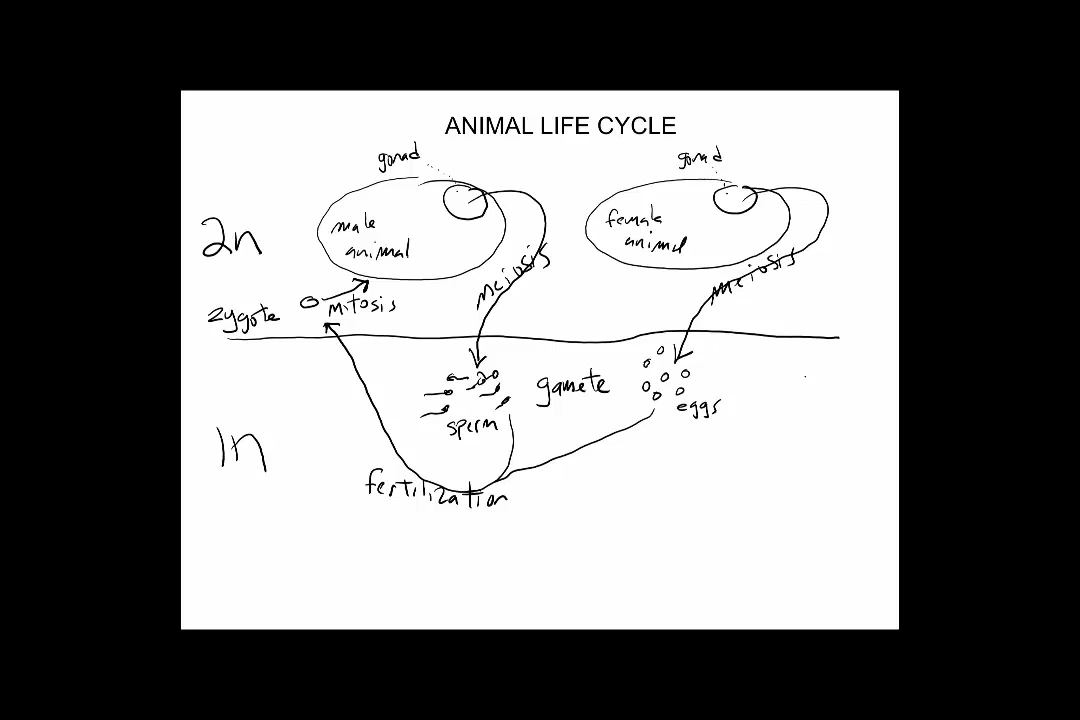 ANIMAL LIFE CYCLE
gonad
gonad
2n
male
animal
female
animal
meiosis
meiosis
zygote
mitosis
gamete
sperm
eggs
1n
fertilization